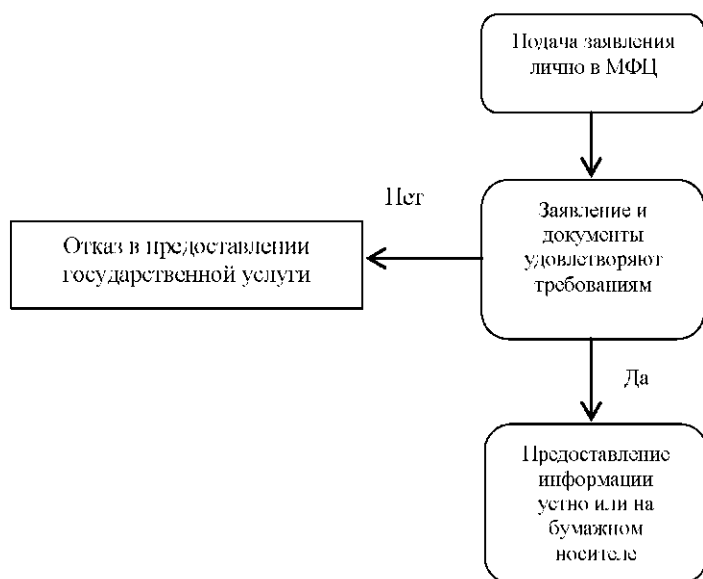 Подача заявления
лично в МФЦ
Нет
Заявление и
документы
удовлетворяют
требованиям
Отказ в предоставлении
государственной услуги
Да
Предоставление
информации
устно или на
бумажном
носителе